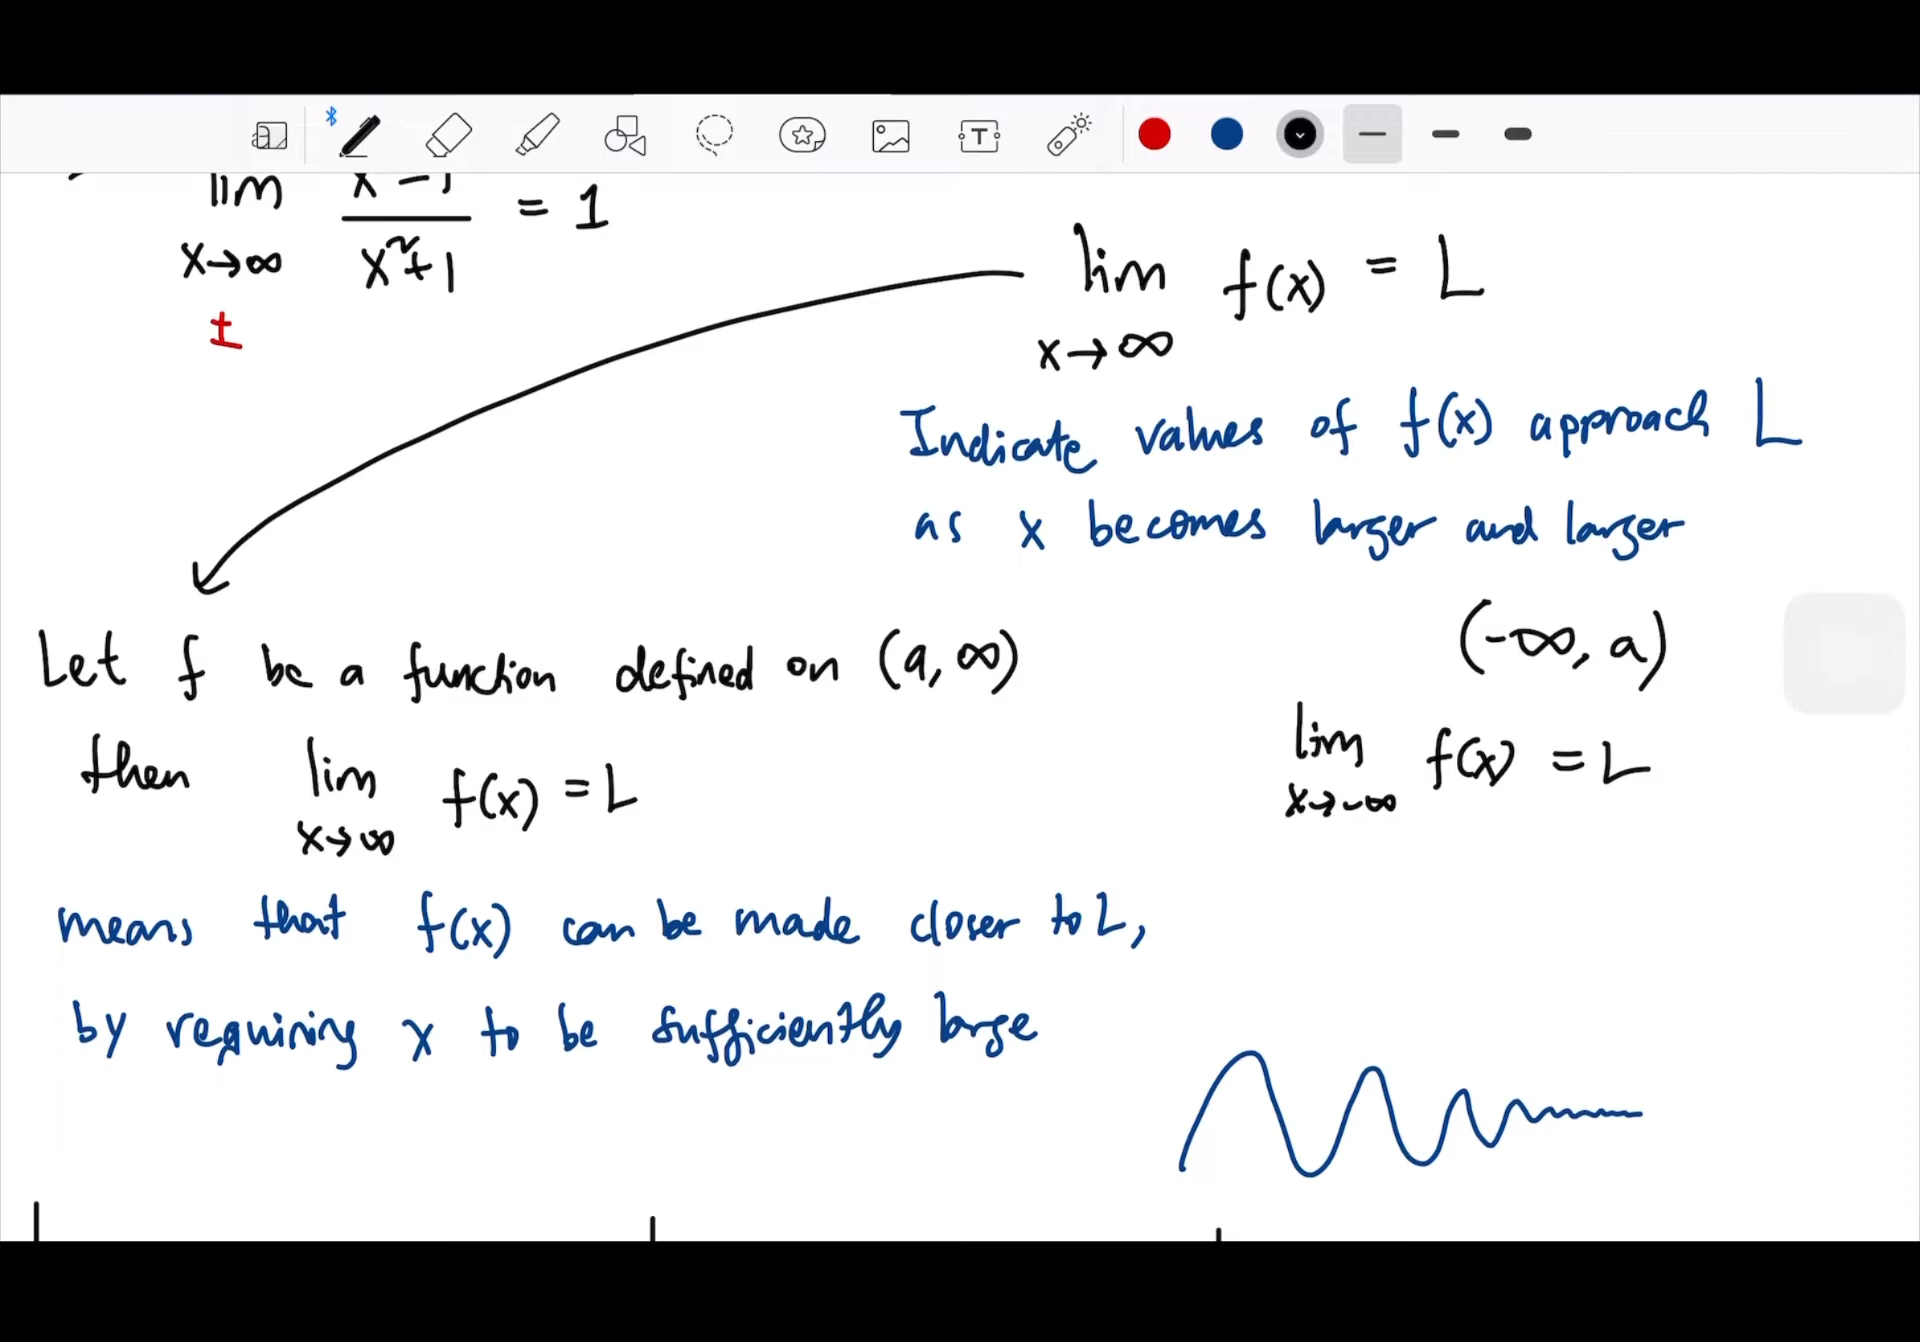 lim x - 1 = 1
x→∞ x²+1
±
lim f(x) = L
x→∞
Indicate values of f(x) approach L
as x becomes larger and larger
Let f be a function defined on (a, ∞)
then lim f(x) = L
x→∞
(-∞, a)
lim f(x) = L
x→-∞
means that f(x) can be made closer to L,
by requiring x to be sufficiently large